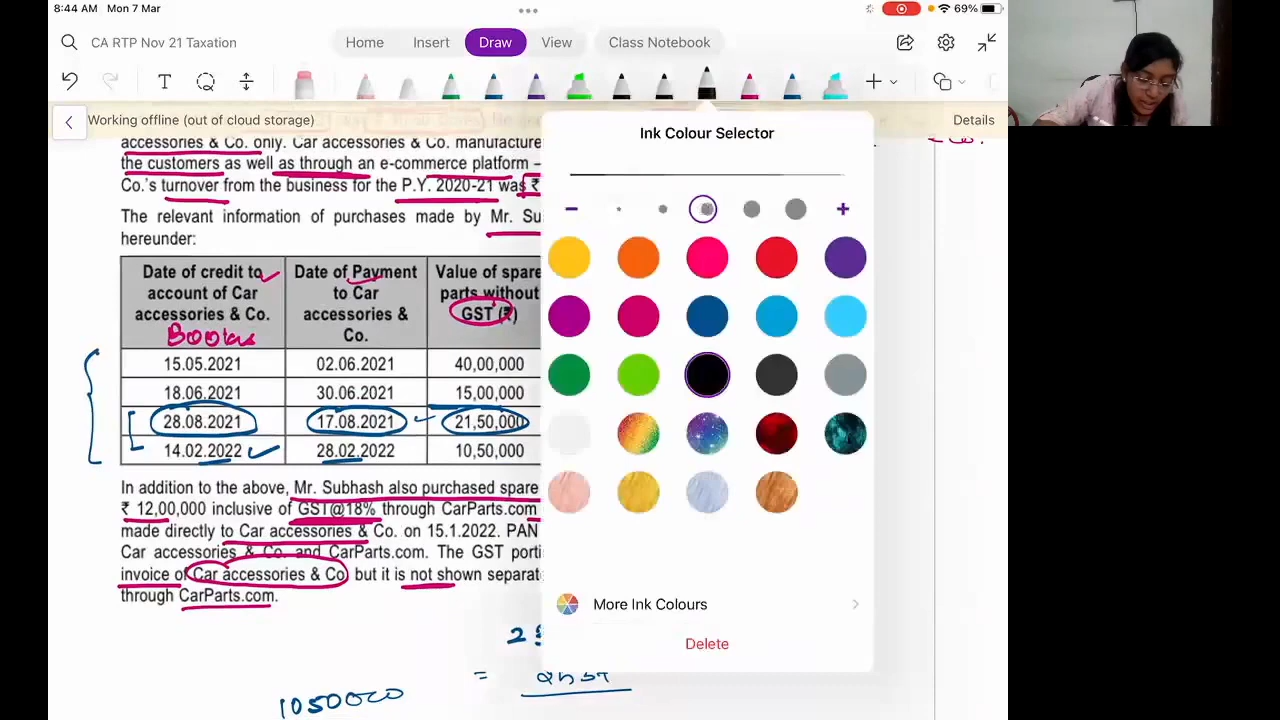 8:44 AM Mon 7 Mar
69%
CA RTP Nov 21 Taxation
Home Insert Draw View Class Notebook
Working offline (out of cloud storage)
Details
accessories & Co. only. Car accessories & Co. manufacture
the customers as well as through an e-commerce platform –
Co.'s turnover from the business for the P.Y. 2020-21 was ₹
The relevant information of purchases made by Mr. Su
hereunder:
Date of credit to account of Car accessories & Co. Books
Date of Payment to Car accessories & Co.
Value of spare parts without GST (₹)
15.05.2021 02.06.2021 40,00,000
18.06.2021 30.06.2021 15,00,000
28.08.2021 17.08.2021 21,50,000
14.02.2022 28.02.2022 10,50,000
In addition to the above, Mr. Subhash also purchased spare
₹ 12,00,000 inclusive of GST@18% through CarParts.com
made directly to Car accessories & Co. on 15.1.2022. PAN
Car accessories & Co. and CarParts.com. The GST porti
invoice of Car accessories & Co but it is not shown separat
through CarParts.com.
=
1050000
Ink Colour Selector
More Ink Colours
Delete